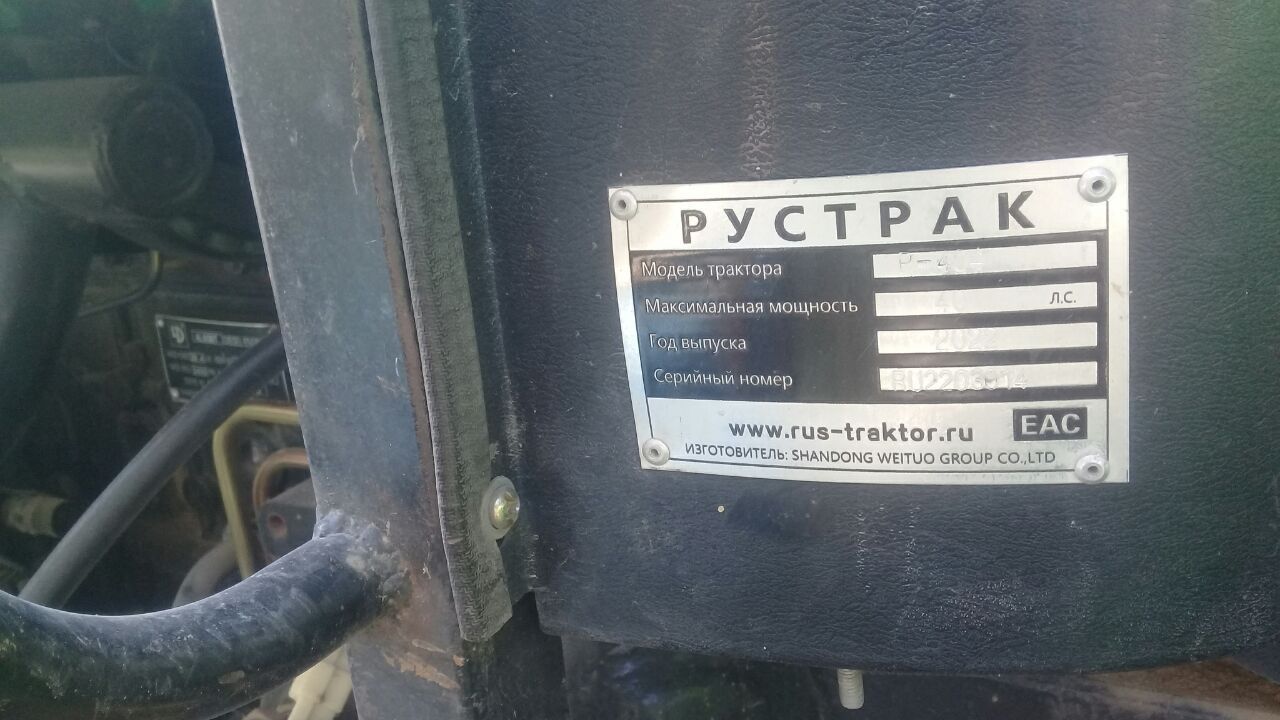 РУСТРАК
Модель трактора
Максимальная мощность 40 л.с.
Год выпуска 2022
Серийный номер
www.rus-traktor.ru EAC
ИЗГОТОВИТЕЛЬ: SHANDONG WEITUO GROUP CO.,LTD